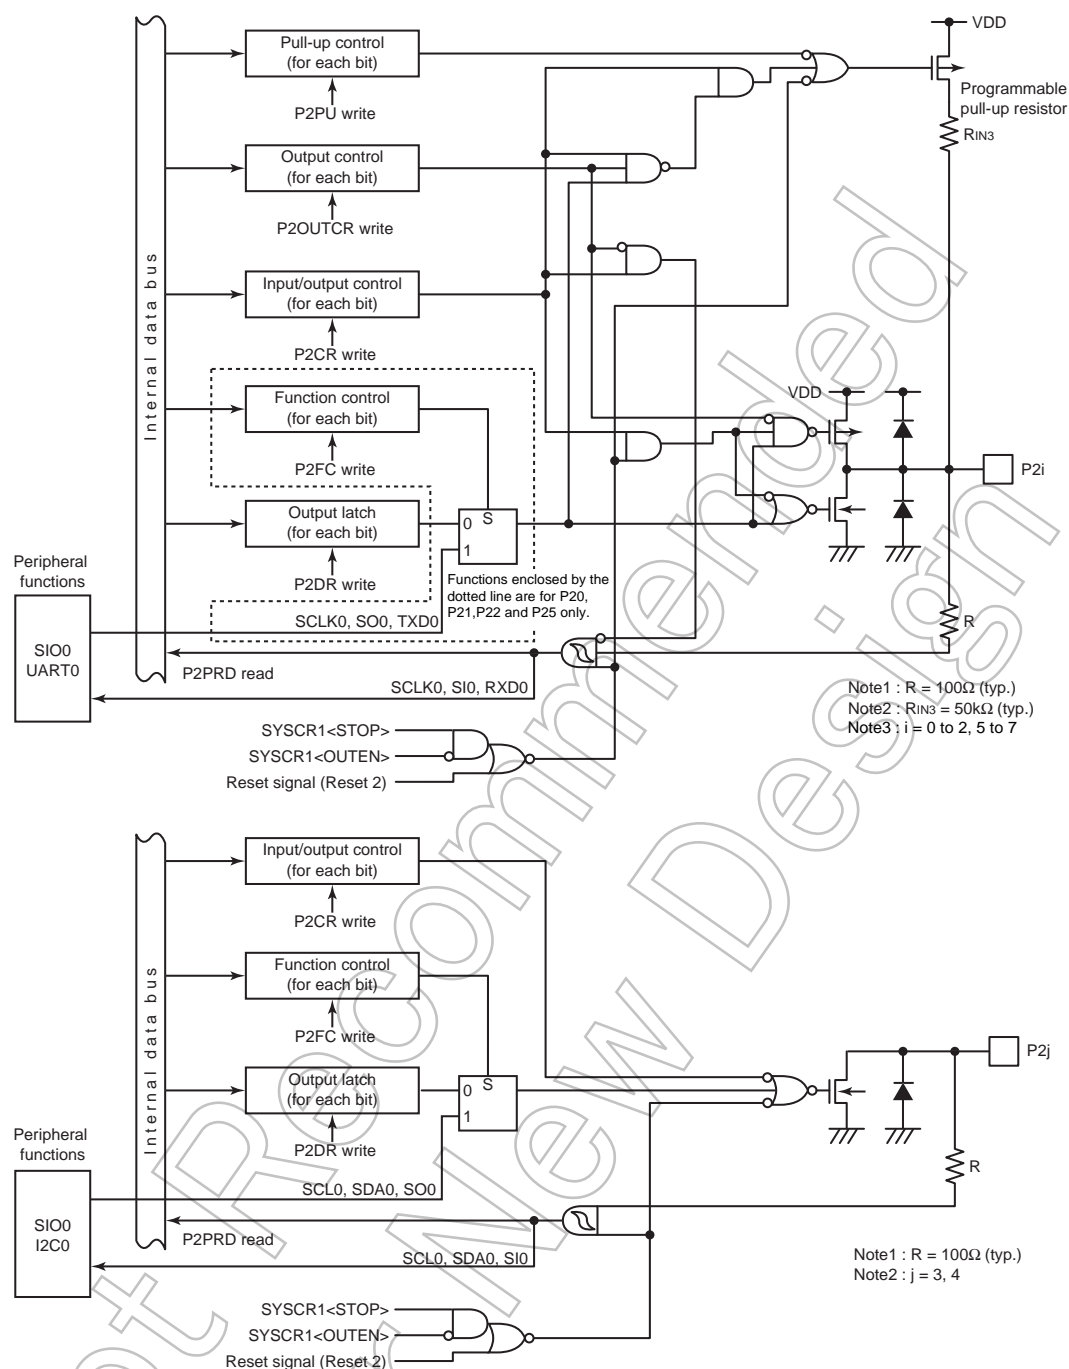 VDD
Pull-up control
(for each bit)
P2PU write
Programmable
pull-up resistor
RIN3
Output control
(for each bit)
P2OUTCR write
Internal data bus
Input/output control
(for each bit)
P2CR write
Function control
(for each bit)
P2FC write
VDD
P2i
Output latch
(for each bit)
P2DR write
0
S
1
Functions enclosed by the
dotted line are for P20,
P21,P22 and P25 only.
Peripheral
functions
SIO0
UART0
SCLK0, SO0, TXD0
R
P2PRD read
SCLK0, SI0, RXD0
Note1 : R = 100Ω (typ.)
Note2 : RIN3 = 50kΩ (typ.)
Note3 : i = 0 to 2, 5 to 7
SYSCR1<STOP>
SYSCR1<OUTEN>
Reset signal (Reset 2)
Internal data bus
Input/output control
(for each bit)
P2CR write
Function control
(for each bit)
P2FC write
P2j
Output latch
(for each bit)
P2DR write
0
S
1
Peripheral
functions
SIO0
I2C0
SCL0, SDA0, SO0
R
P2PRD read
SCL0, SDA0, SI0
Note1 : R = 100Ω (typ.)
Note2 : j = 3, 4
SYSCR1<STOP>
SYSCR1<OUTEN>
Reset signal (Reset 2)
Not Recommended
for New Design